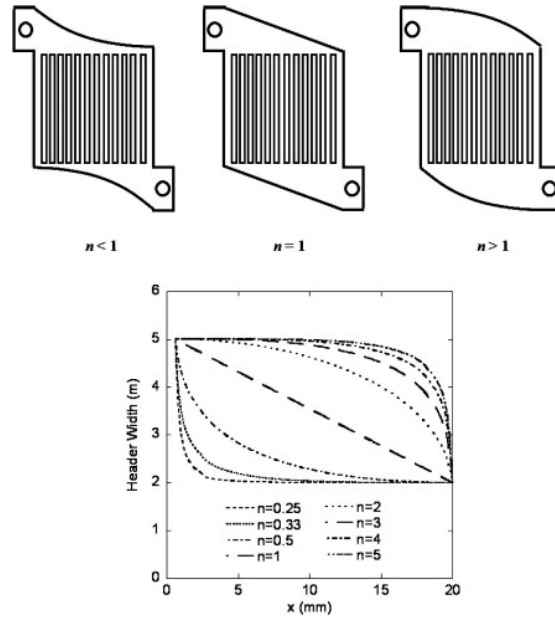 n < 1
n = 1
n > 1
6
5
4
3
2
1
0
Header Width (m)
n=0.25
n=0.33
n=0.5
n=1
n=2
n=3
n=4
n=5
0 5 10 15 20
x (mm)